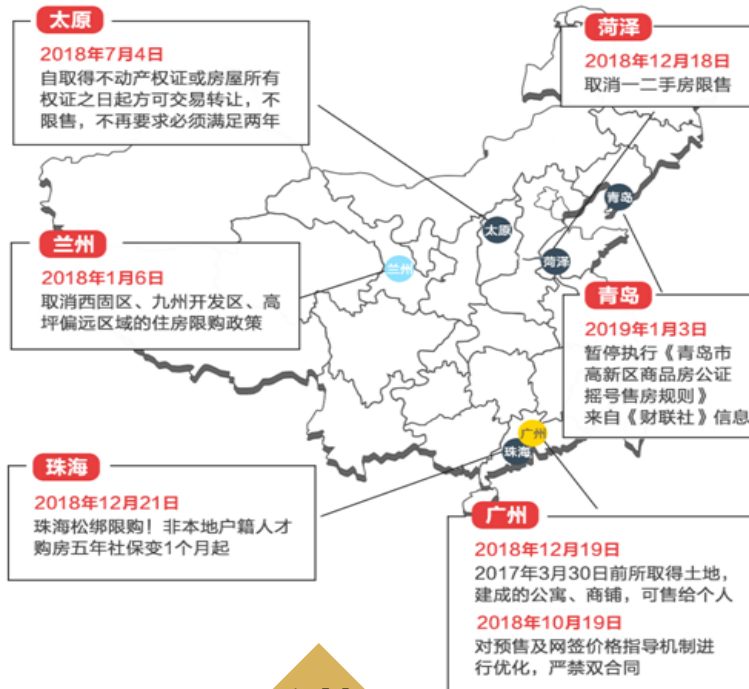 太原
2018年7月4日
自取得不动产权证或房屋所有
权证之日起方可交易转让，不
限售，不再要求必须满足两年
菏泽
2018年12月18日
取消一二手房限售
青岛
太原
菏泽
兰州
兰州
2018年1月6日
取消西固区、九州开发区、高
坪偏远区域的住房限购政策
青岛
2019年1月3日
暂停执行《青岛市
高新区商品房公证
摇号售房规则》
来自《财联社》信息
广州
珠海
珠海
2018年12月21日
珠海松绑限购！非本地户籍人才
购房五年社保变1个月起
广州
2018年12月19日
2017年3月30日前所取得土地，
建成的公寓、商铺，可售给个人
2018年10月19日
对预售及网签价格指导机制进
行优化，严禁双合同